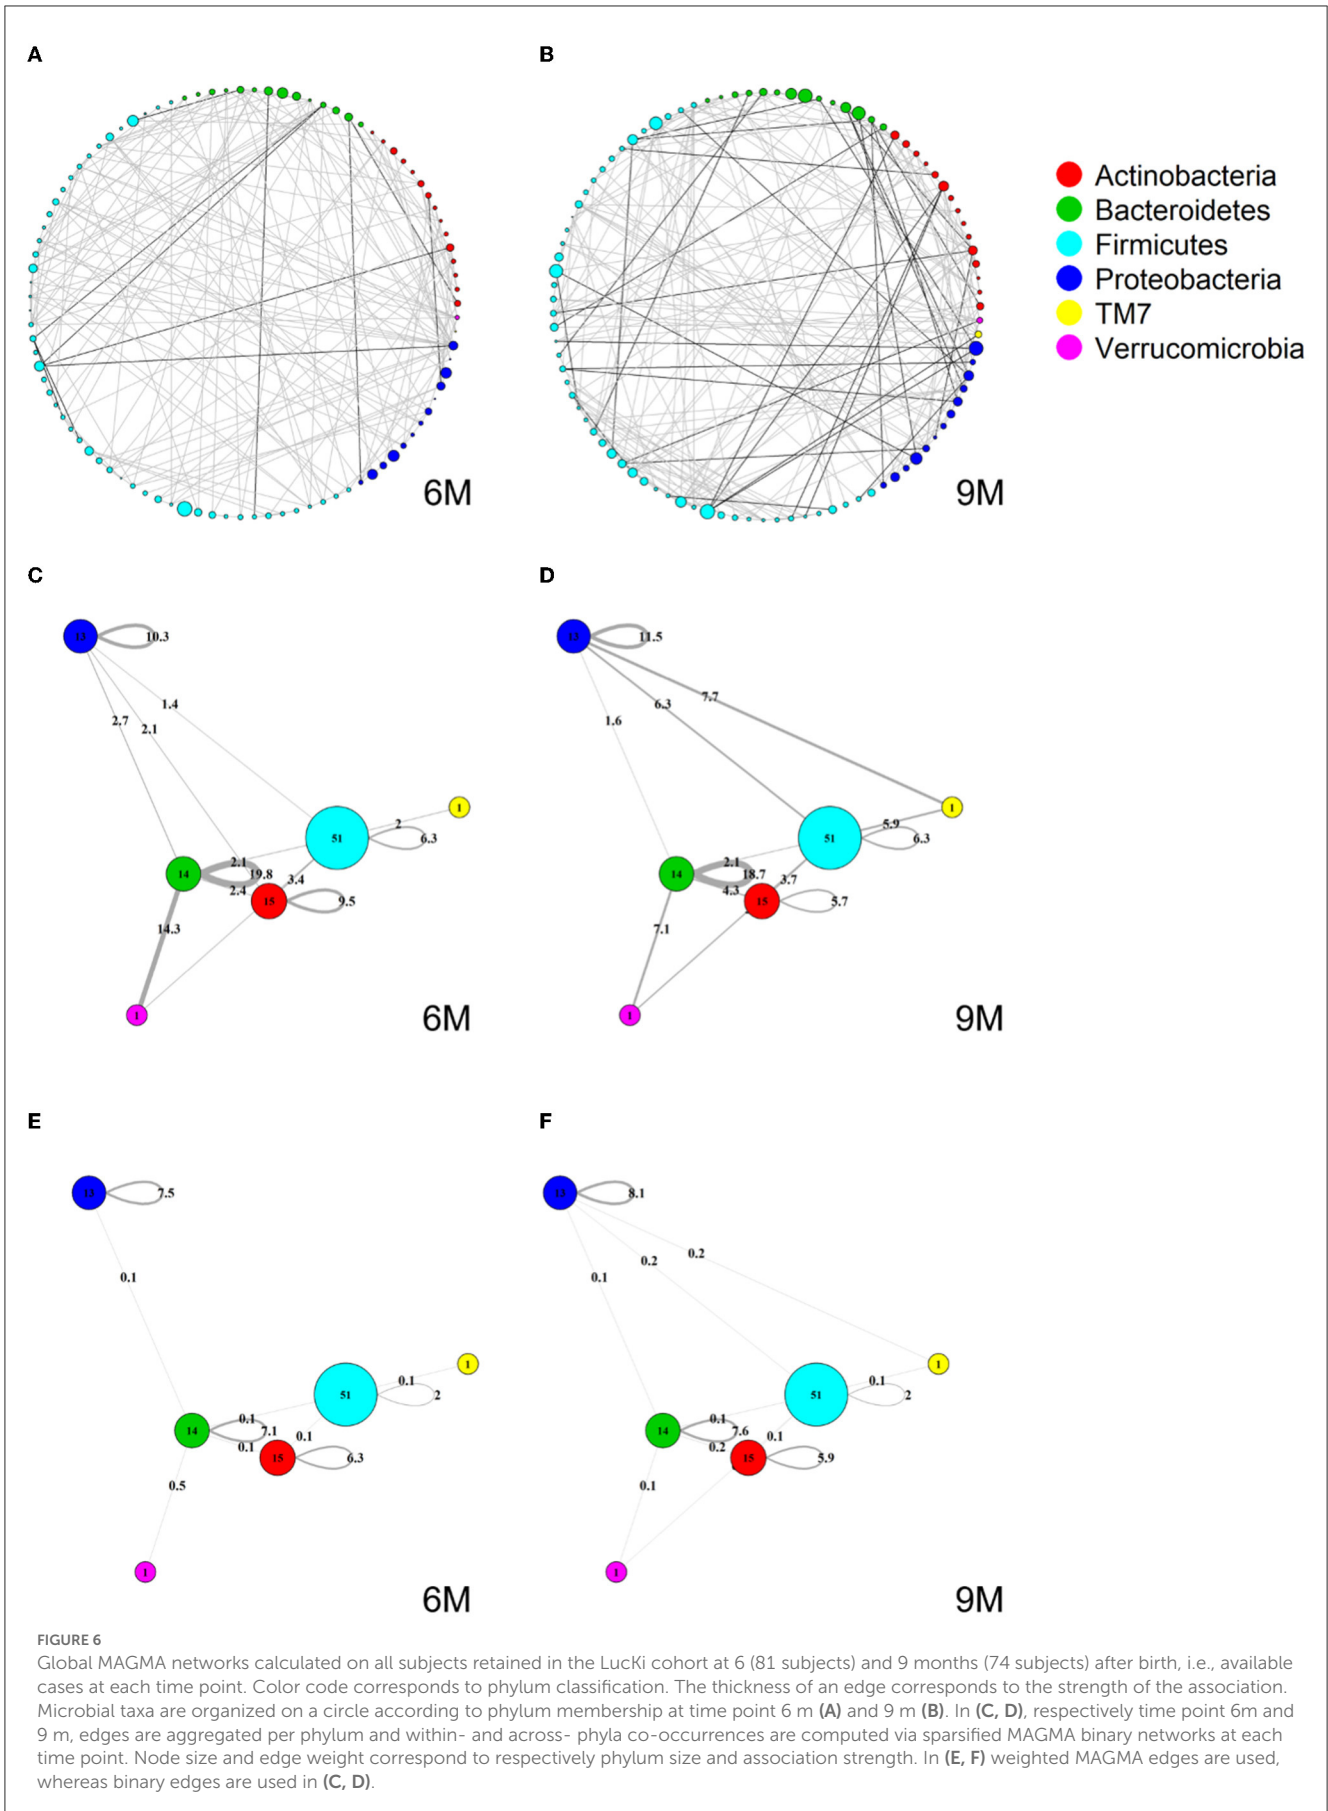 A
B
Actinobacteria
Bacteroidetes
Firmicutes
Proteobacteria
TM7
Verrucomicrobia
6M
9M
C
D
13
10.3
1.4
2.7
2.1
1
2
51
6.3
2.1
14
19.8
3.4
2.4
15
9.5
14.3
1
6M
13
11.5
7.7
6.3
1.6
1
5.9
51
6.3
2.1
14
18.7
3.7
4.3
15
5.7
7.1
1
9M
E
F
13
7.5
0.1
1
0.1
51
2
0.1
14
7.1
0.1
0.1
15
6.3
0.5
1
6M
13
8.1
0.2
0.2
0.1
1
0.1
51
2
0.1
14
7.6
0.1
0.2
15
5.9
0.1
1
9M
FIGURE 6
Global MAGMA networks calculated on all subjects retained in the LucKi cohort at 6 (81 subjects) and 9 months (74 subjects) after birth, i.e., available
cases at each time point. Color code corresponds to phylum classification. The thickness of an edge corresponds to the strength of the association.
Microbial taxa are organized on a circle according to phylum membership at time point 6 m (A) and 9 m (B). In (C, D), respectively time point 6m and
9 m, edges are aggregated per phylum and within- and across- phyla co-occurrences are computed via sparsified MAGMA binary networks at each
time point. Node size and edge weight correspond to respectively phylum size and association strength. In (E, F) weighted MAGMA edges are used,
whereas binary edges are used in (C, D).